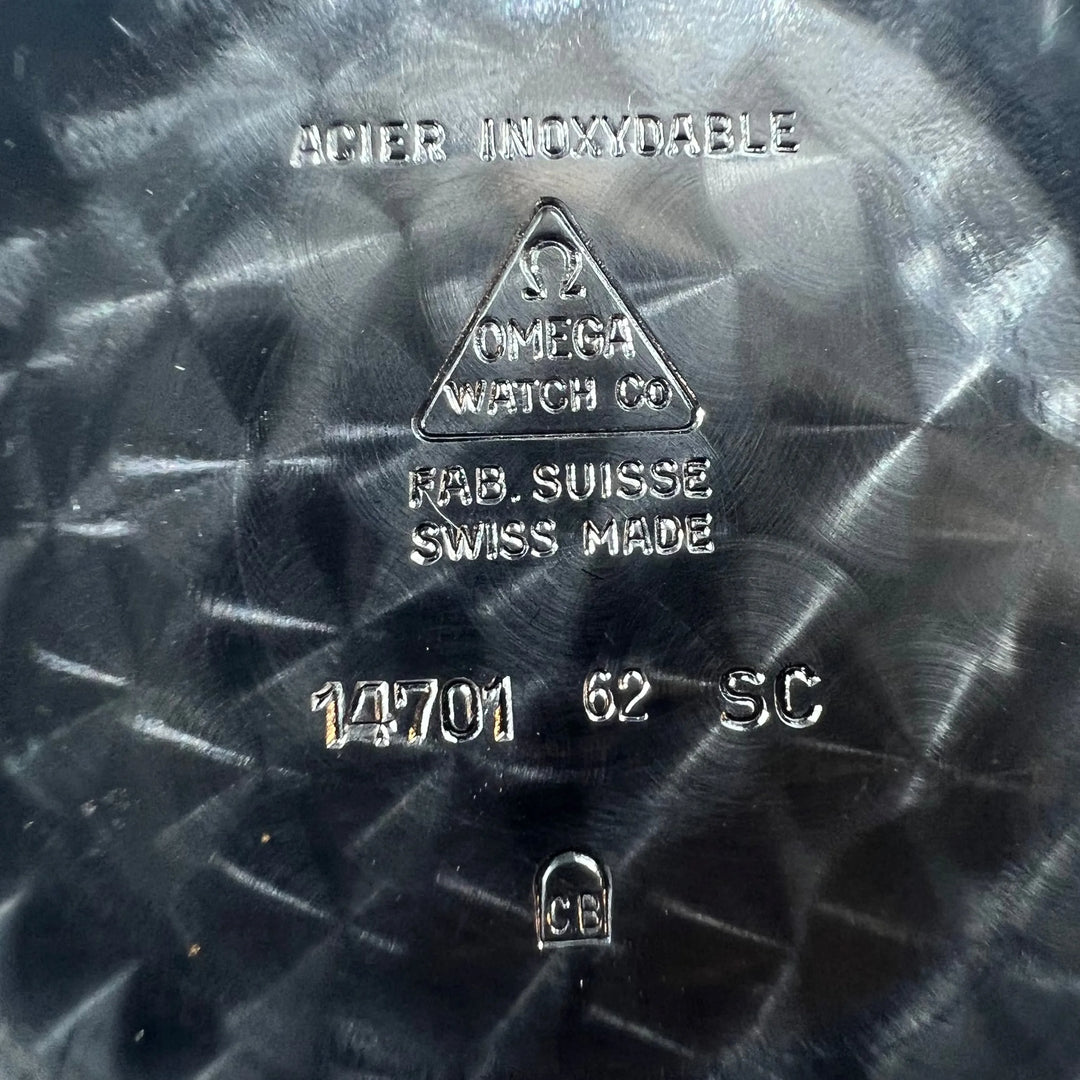 ACIER INOXYDABLE
Ω
OMEGA
WATCH CO
FAB. SUISSE
SWISS MADE
14701 62 SC
CB